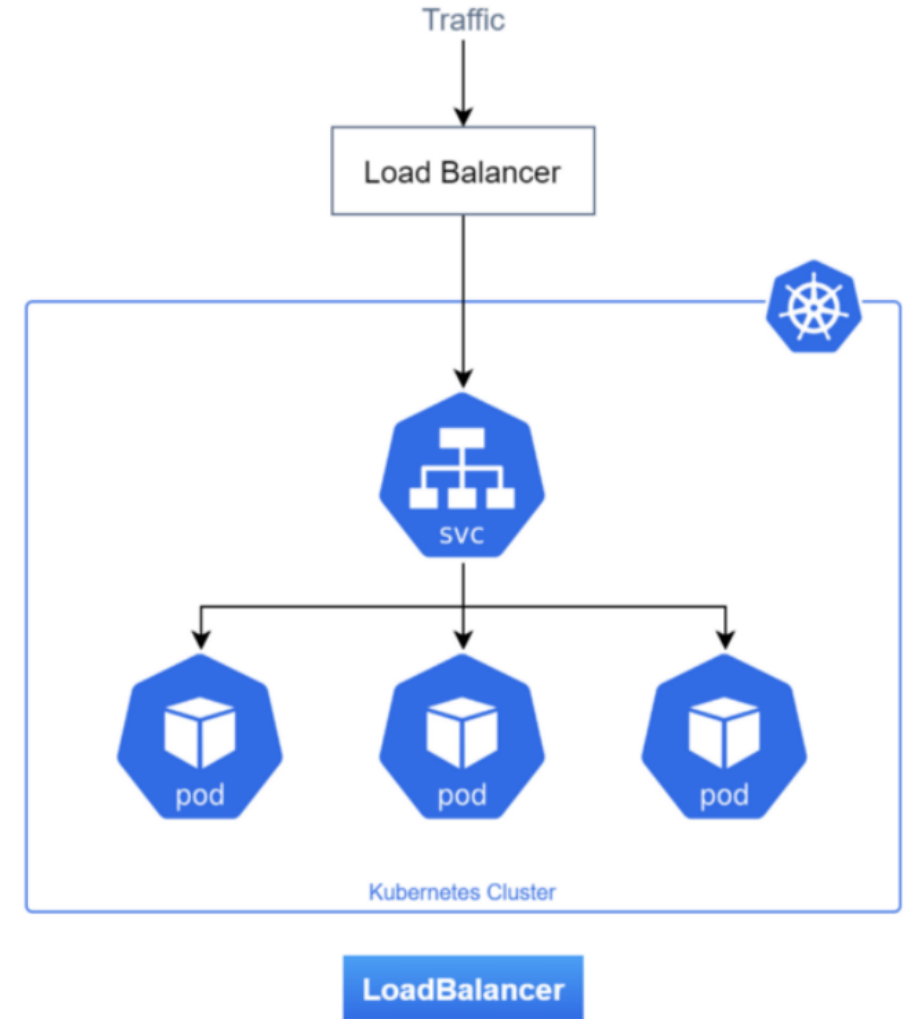 Traffic
Load Balancer
svc
pod
pod
pod
Kubernetes Cluster
LoadBalancer